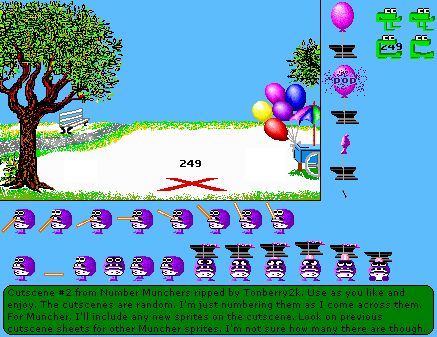 249
POP
249
Cutscene #2 from Number Munchers ripped by Tonberry2k. Use as you like and
enjoy. The cutscenes are random. I'm just numbering them as I come across them.
For Muncher, I'll include any new sprites on the cutscene. Look on previous
cutscene sheets for other Muncher sprites. I'm not sure how many there are though.